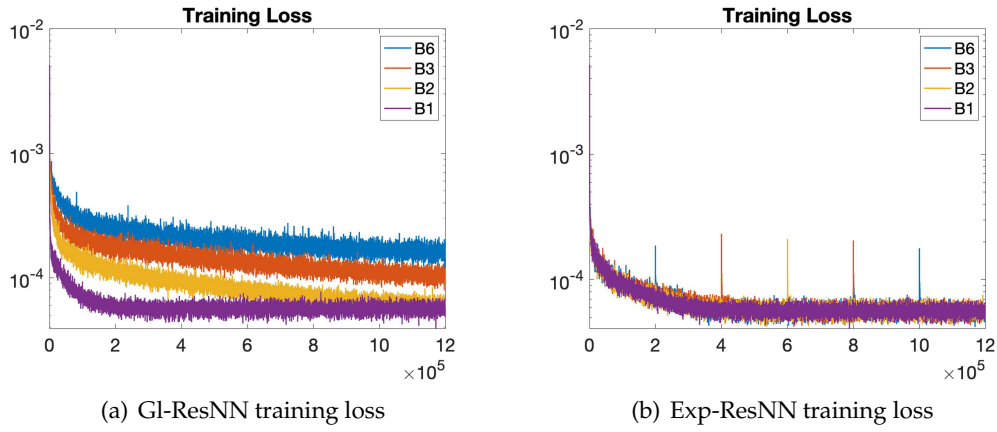 Training Loss
10^-2
10^-3
10^-4
B6
B3
B2
B1
0 2 4 6 8 10 12
×10^5
(a) Gl-ResNN training loss
Training Loss
10^-2
10^-3
10^-4
B6
B3
B2
B1
0 2 4 6 8 10 12
×10^5
(b) Exp-ResNN training loss